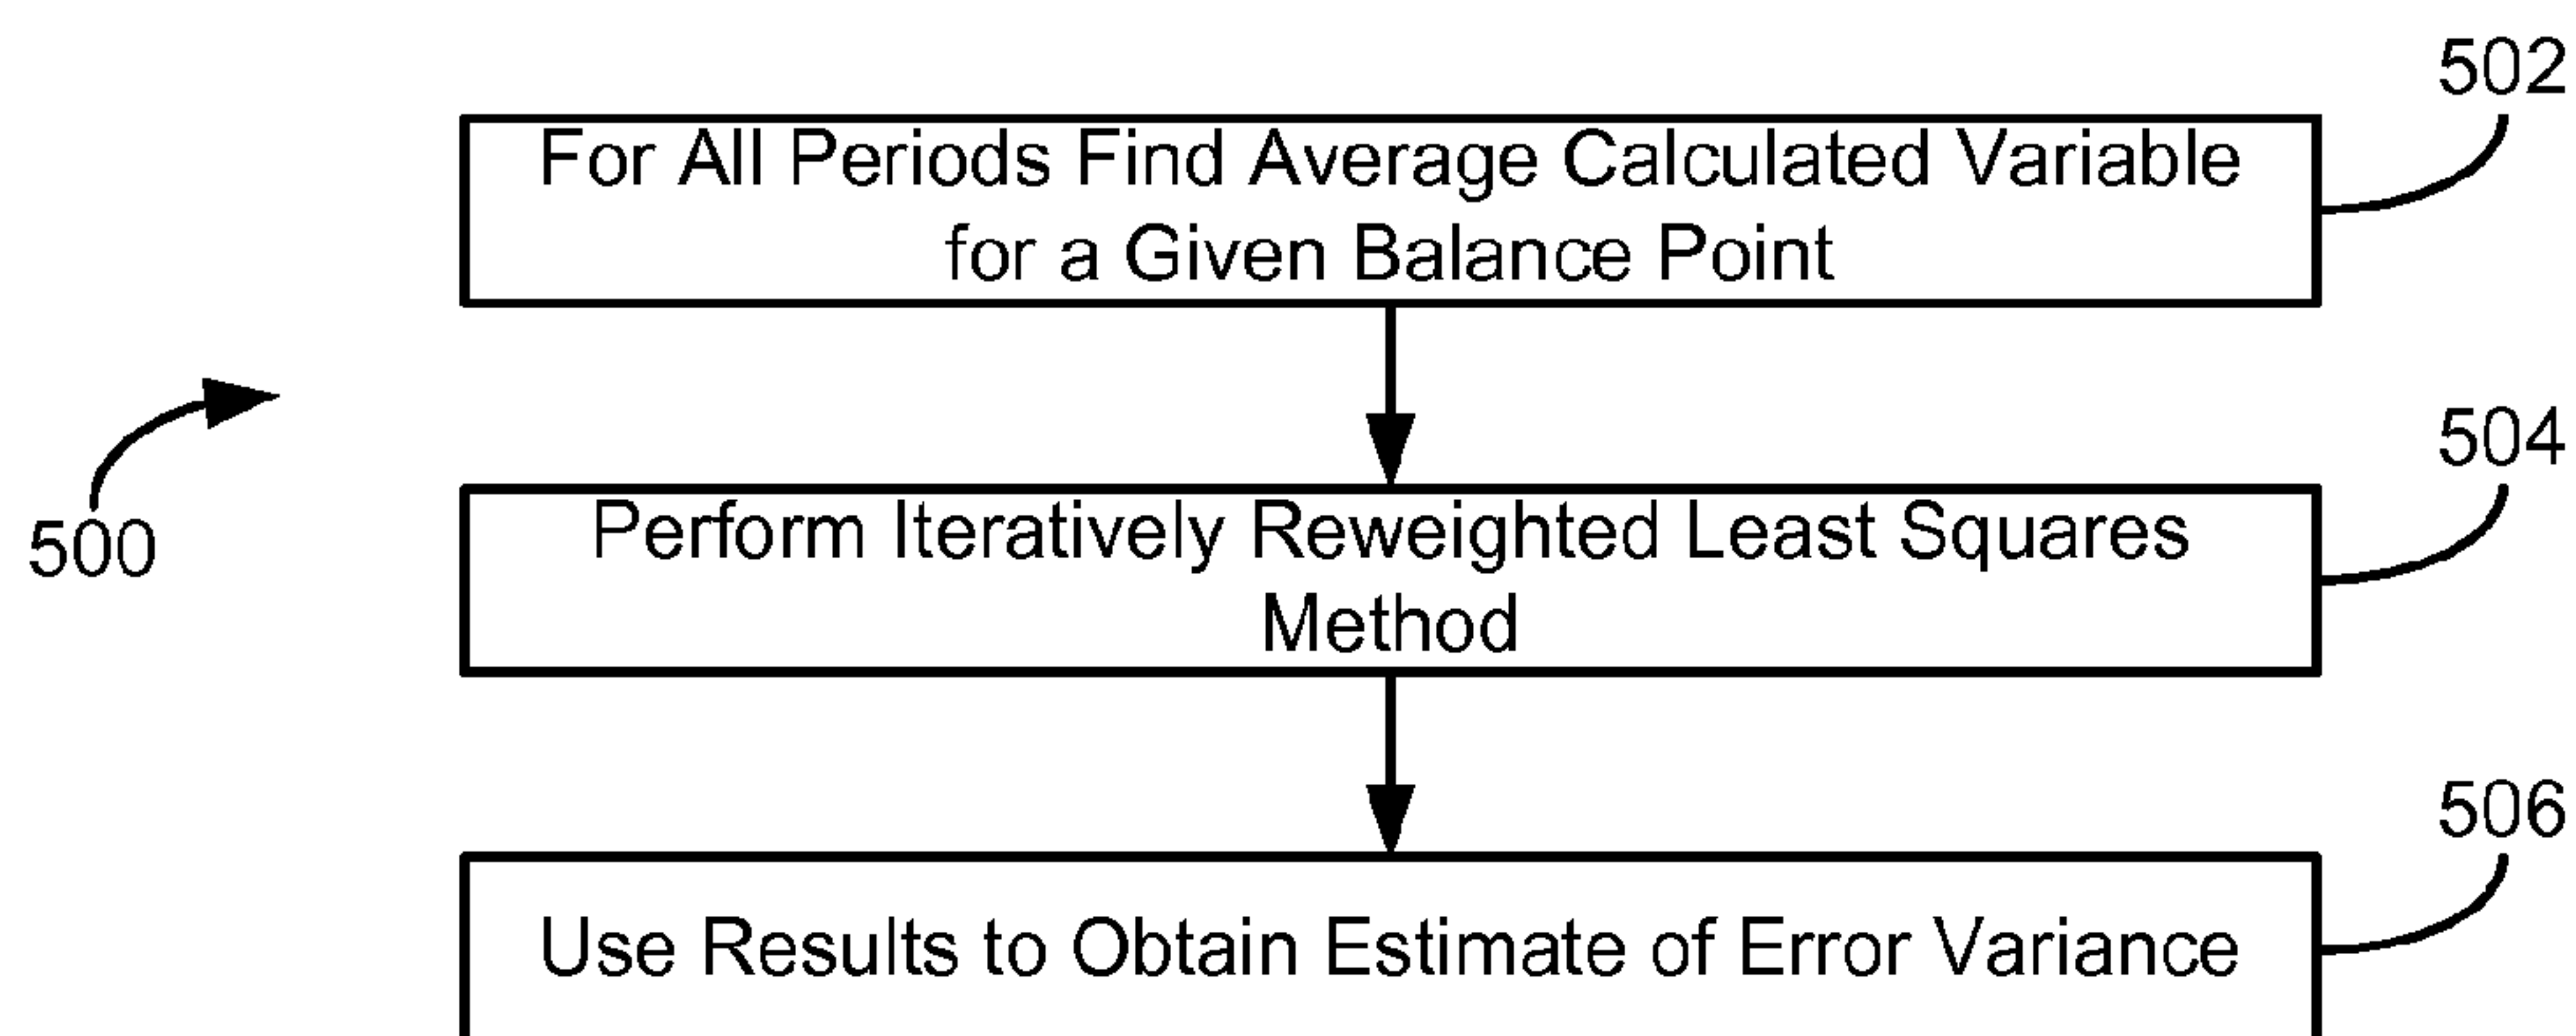 502
For All Periods Find Average Calculated Variable
for a Given Balance Point
504
Perform Iteratively Reweighted Least Squares
Method
500
506
Use Results to Obtain Estimate of Error Variance